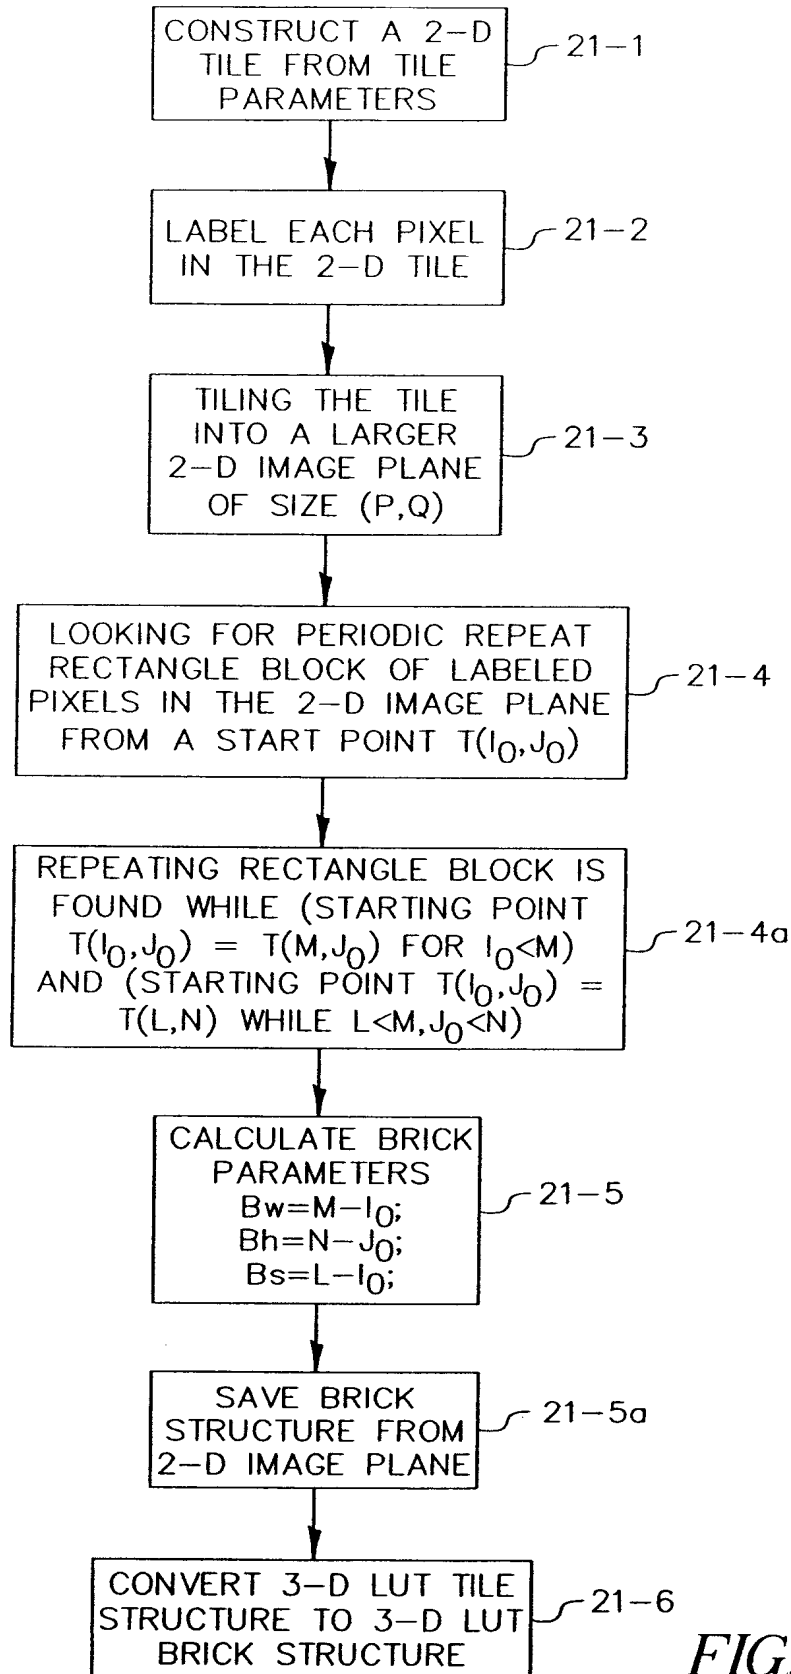 CONSTRUCT A 2-D
TILE FROM TILE
PARAMETERS
21-1
LABEL EACH PIXEL
IN THE 2-D TILE
21-2
TILING THE TILE
INTO A LARGER
2-D IMAGE PLANE
OF SIZE (P,Q)
21-3
LOOKING FOR PERIODIC REPEAT
RECTANGLE BLOCK OF LABELED
PIXELS IN THE 2-D IMAGE PLANE
FROM A START POINT T(I₀,J₀)
21-4
REPEATING RECTANGLE BLOCK IS
FOUND WHILE (STARTING POINT
T(I₀,J₀) = T(M,J₀) FOR I₀<M)
AND (STARTING POINT T(I₀,J₀) =
T(L,N) WHILE L<M,J₀<N)
21-4a
CALCULATE BRICK
PARAMETERS
Bw=M-I₀;
Bh=N-J₀;
Bs=L-I₀;
21-5
SAVE BRICK
STRUCTURE FROM
2-D IMAGE PLANE
21-5a
CONVERT 3-D LUT TILE
STRUCTURE TO 3-D LUT
BRICK STRUCTURE
21-6
FIG.